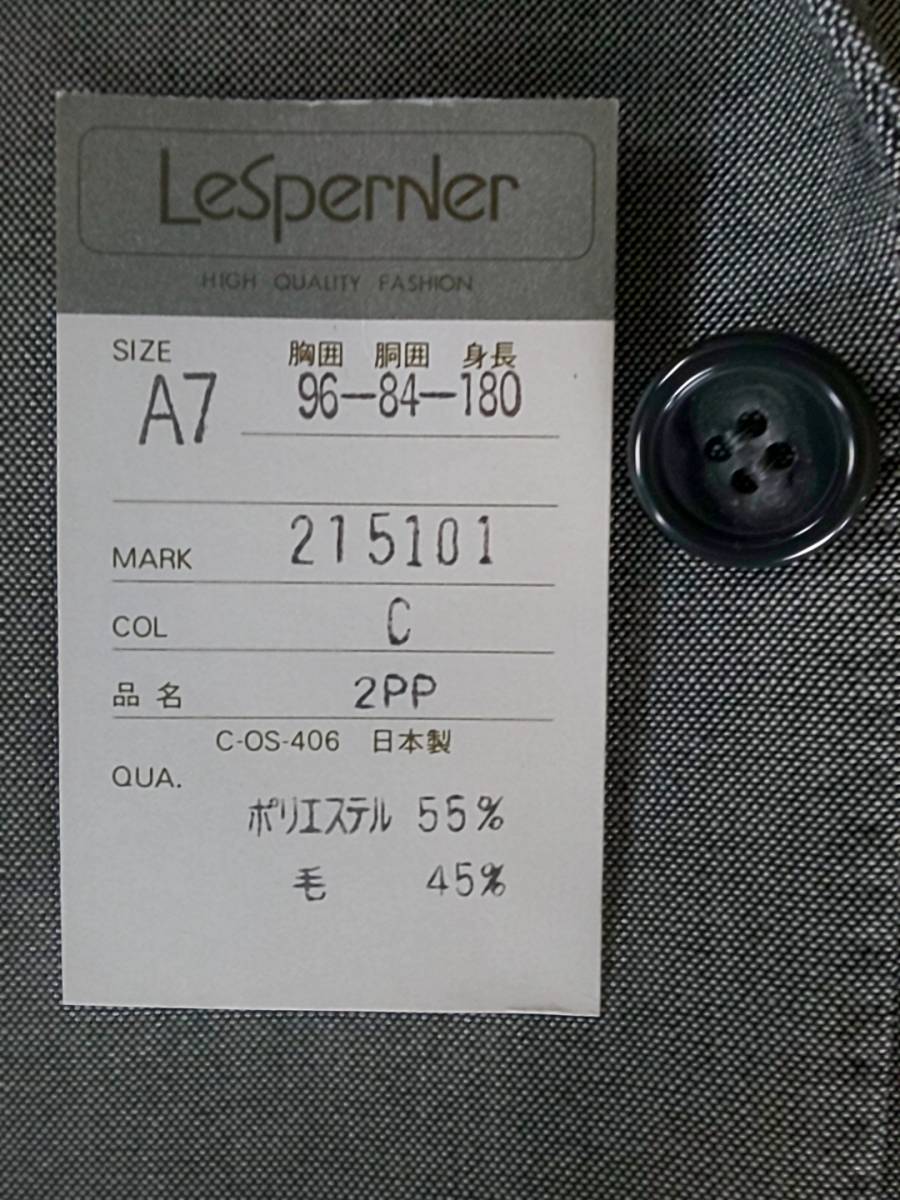 LeSpernler
HIGH QUALITY FASHION
SIZE 胸囲 胴囲 身長
A7 96—84—180
MARK 215101
COL C
品名 2PP
C-OS-406 日本製
QUA.
ポリエステル 55%
毛 45%